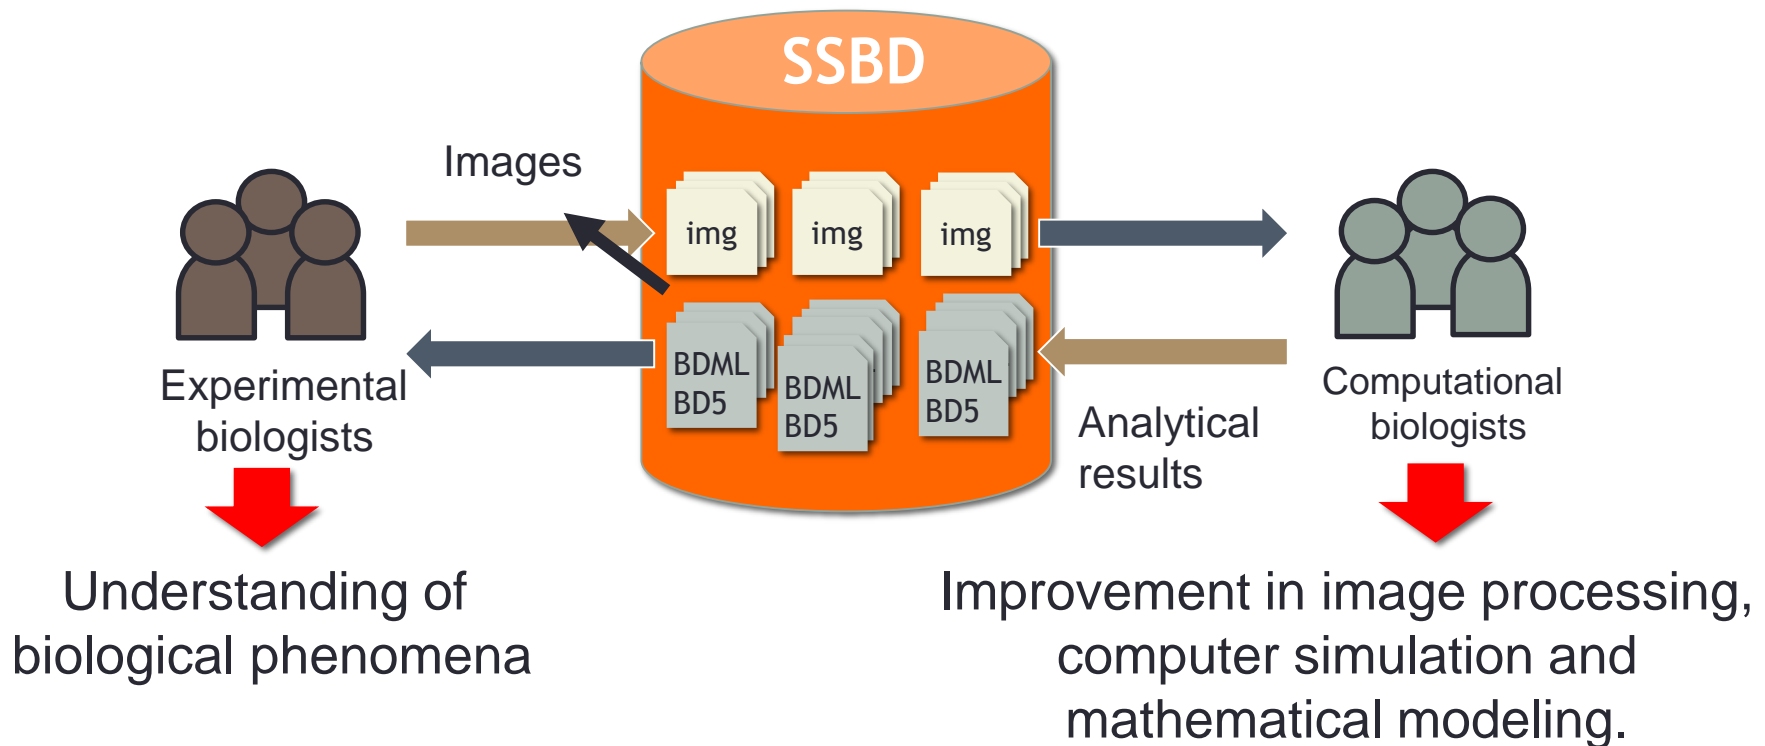 SSBD
Images
img
img
img
BDML
BD5
BDML
BD5
BDML
BD5
Experimental
biologists
Computational
biologists
Analytical
results
Understanding of
biological phenomena
Improvement in image processing,
computer simulation and
mathematical modeling.